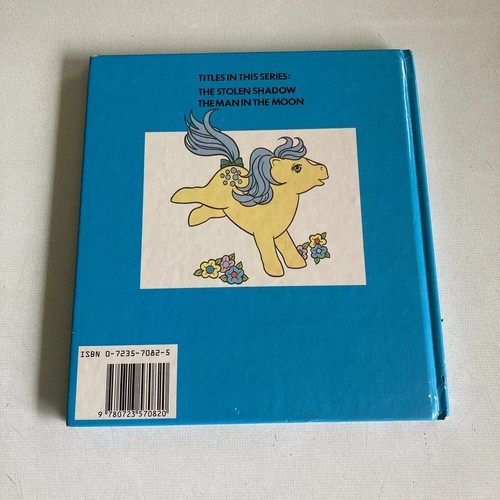 TITLES IN THIS SERIES:
THE STOLEN SHADOW
THE MAN IN THE MOON
ISBN 0-7235-7082-5
9 780723 570820